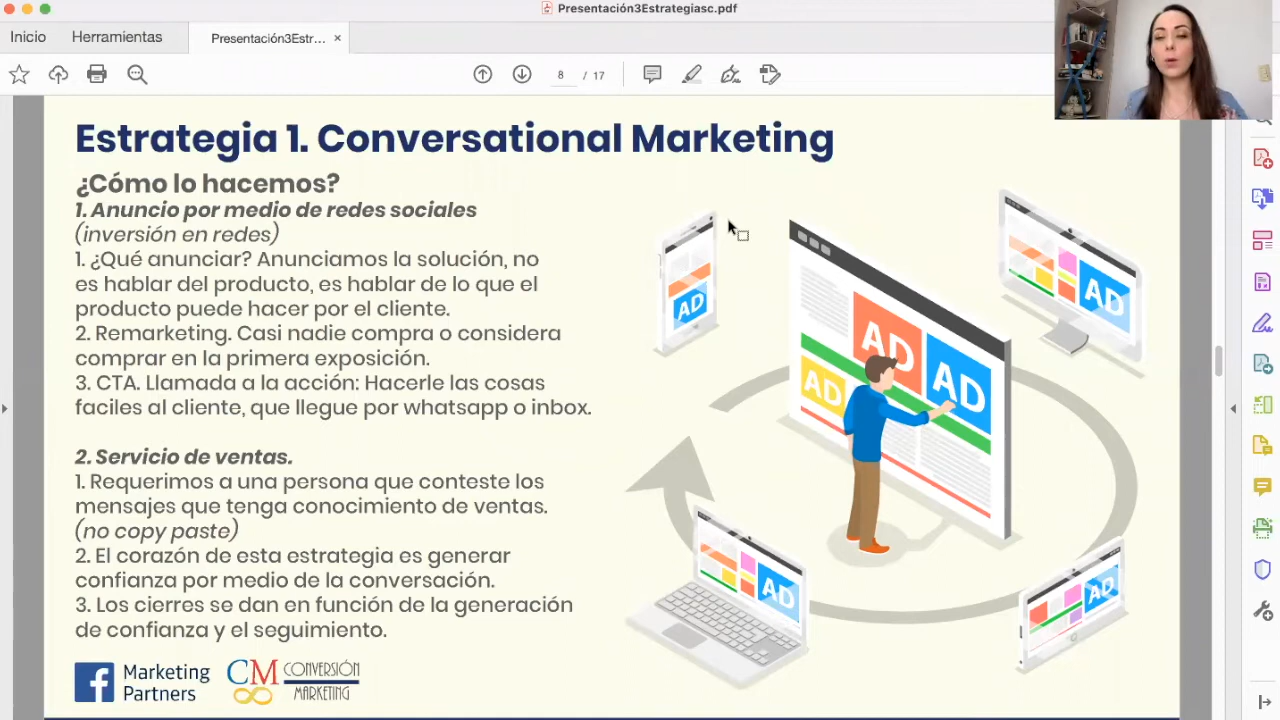 Presentación3Estrategiasc.pdf
Inicio
Herramientas
Presentación3Estr...
×
8 / 17
Estrategia 1. Conversational Marketing
¿Cómo lo hacemos?
1. Anuncio por medio de redes sociales
(inversión en redes)
1. ¿Qué anunciar? Anunciamos la solución, no
es hablar del producto, es hablar de lo que el
producto puede hacer por el cliente.
2. Remarketing. Casi nadie compra o considera
comprar en la primera exposición.
3. CTA. Llamada a la acción: Hacerle las cosas
faciles al cliente, que llegue por whatsapp o inbox.
2. Servicio de ventas.
1. Requerimos a una persona que conteste los
mensajes que tenga conocimiento de ventas.
(no copy paste)
2. El corazón de esta estrategia es generar
confianza por medio de la conversación.
3. Los cierres se dan en función de la generación
de confianza y el seguimiento.
AD
AD
AD
AD
AD
AD
AD
f
Marketing
Partners
CM
CONVERSIÓN
MARKETING